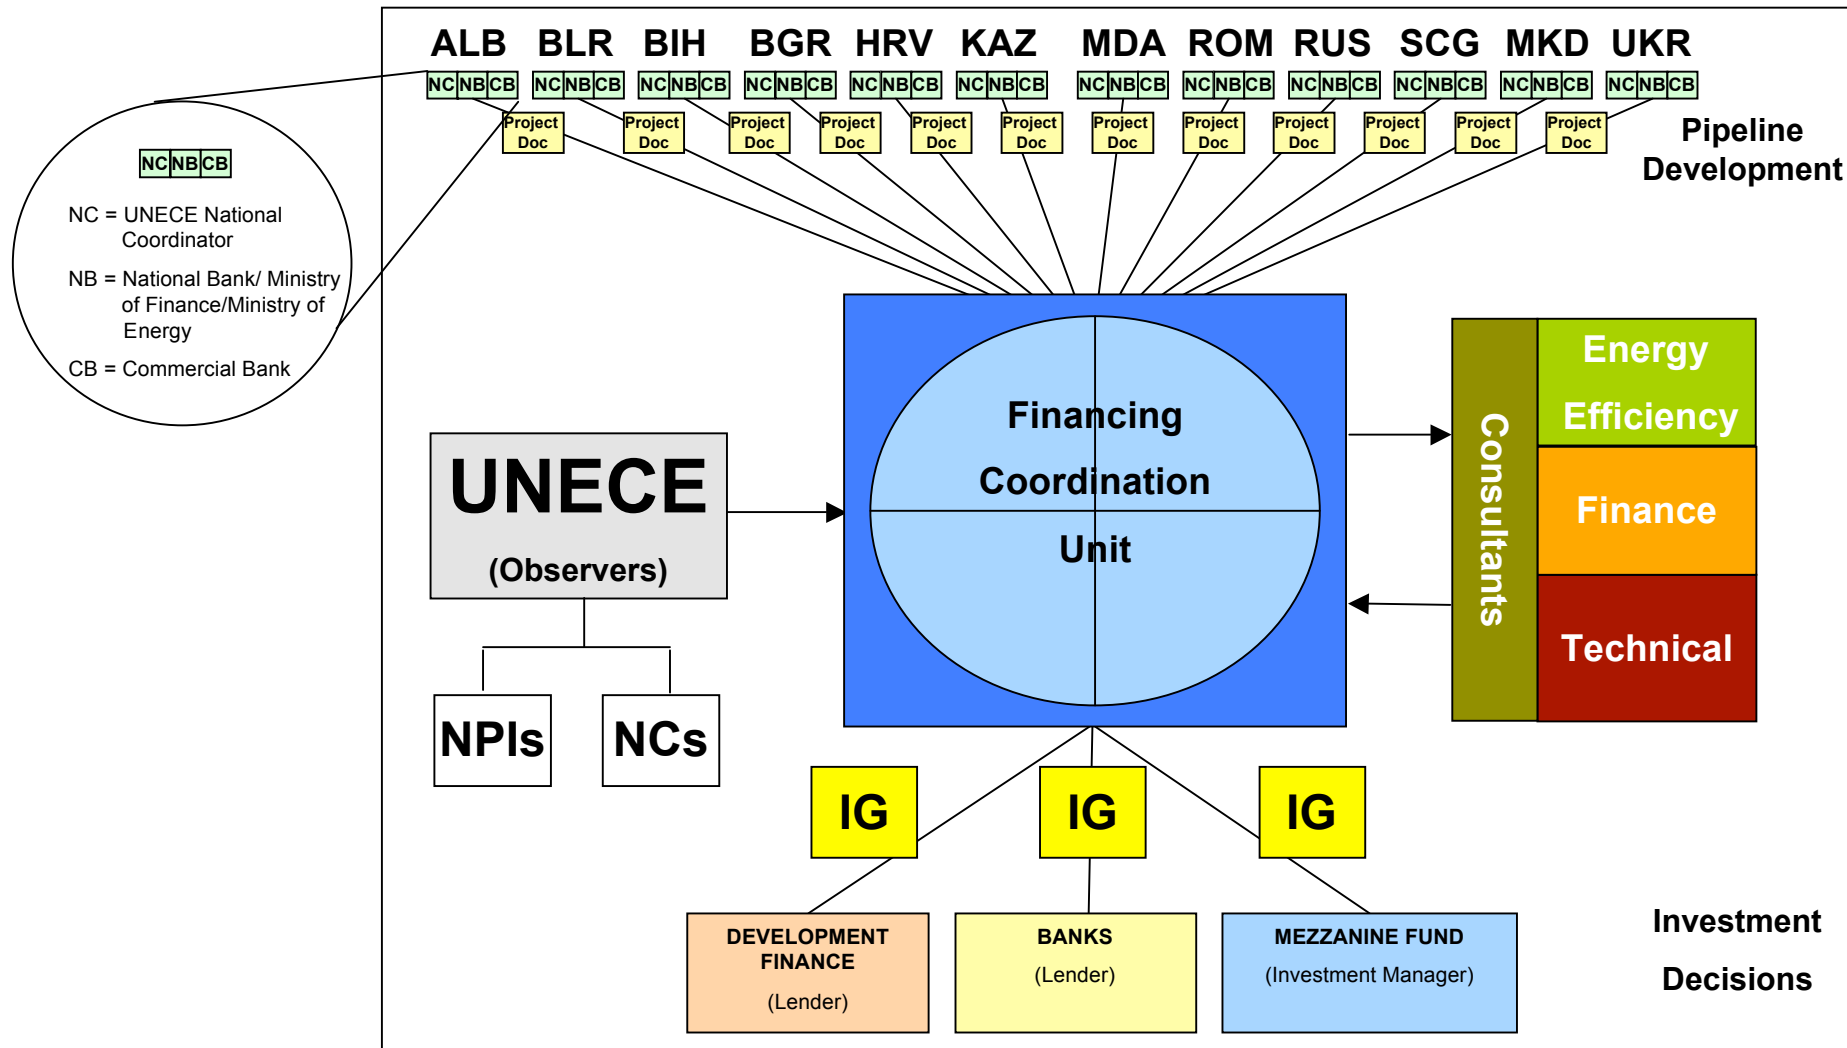 ALB BLR BIH BGR HRV KAZ MDA ROM RUS SCG MKD UKR
NC NB CB NC NB CB NC NB CB NC NB CB NC NB CB NC NB CB NC NB CB NC NB CB NC NB CB NC NB CB NC NB CB NC NB CB
Project Project Project Project Project Project Project Project Project Project Project Project
Doc Doc Doc Doc Doc Doc Doc Doc Doc Doc Doc Doc
Pipeline
Development
NC NB CB
NC = UNECE National
Coordinator
NB = National Bank/ Ministry
of Finance/Ministry of
Energy
CB = Commercial Bank
UNECE
(Observers)
NPIs
NCs
Financing
Coordination
Unit
Consultants
Energy
Efficiency
Finance
Technical
IG
IG
IG
DEVELOPMENT
FINANCE
(Lender)
BANKS
(Lender)
MEZZANINE FUND
(Investment Manager)
Investment
Decisions